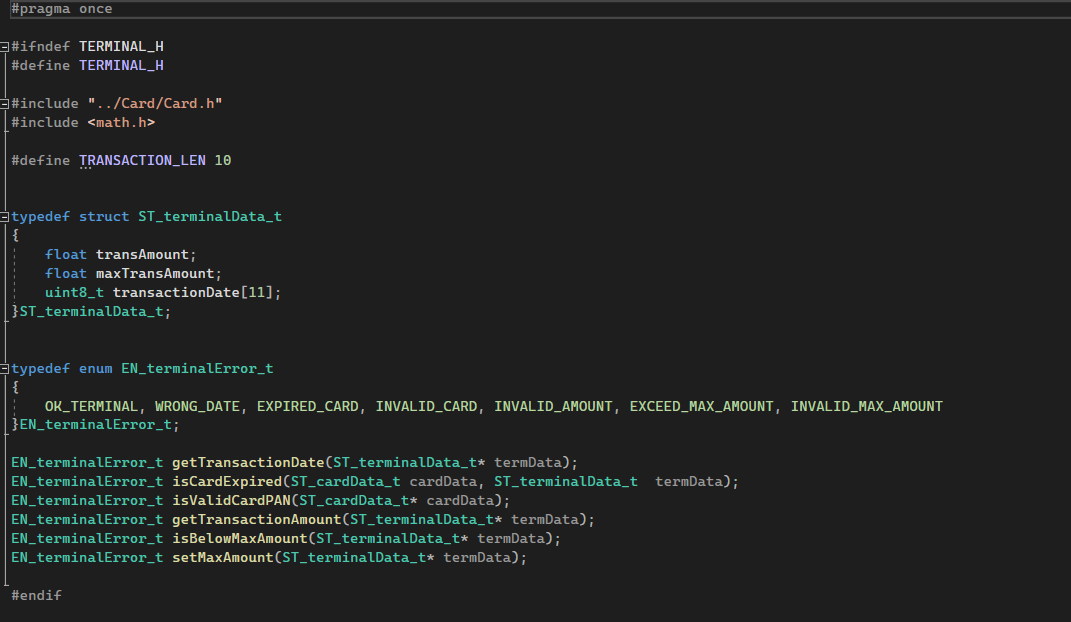 #pragma once
#ifndef TERMINAL_H
#define TERMINAL_H
#include "../Card/Card.h"
#include <math.h>
#define TRANSACTION_LEN 10
typedef struct ST_terminalData_t
{
    float transAmount;
    float maxTransAmount;
    uint8_t transactionDate[11];
}ST_terminalData_t;
typedef enum EN_terminalError_t
{
    OK_TERMINAL, WRONG_DATE, EXPIRED_CARD, INVALID_CARD, INVALID_AMOUNT, EXCEED_MAX_AMOUNT, INVALID_MAX_AMOUNT
}EN_terminalError_t;
EN_terminalError_t getTransactionDate(ST_terminalData_t* termData);
EN_terminalError_t isCardExpired(ST_cardData_t cardData, ST_terminalData_t  termData);
EN_terminalError_t isValidCardPAN(ST_cardData_t* cardData);
EN_terminalError_t getTransactionAmount(ST_terminalData_t* termData);
EN_terminalError_t isBelowMaxAmount(ST_terminalData_t* termData);
EN_terminalError_t setMaxAmount(ST_terminalData_t* termData);
#endif